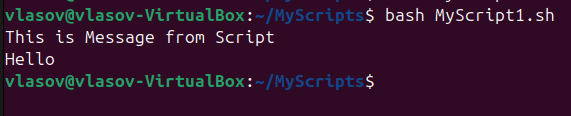 vlasov@vlasov-VirtualBox:~/MyScripts$ bash MyScript1.sh
This is Message from Script
Hello
vlasov@vlasov-VirtualBox:~/MyScripts$